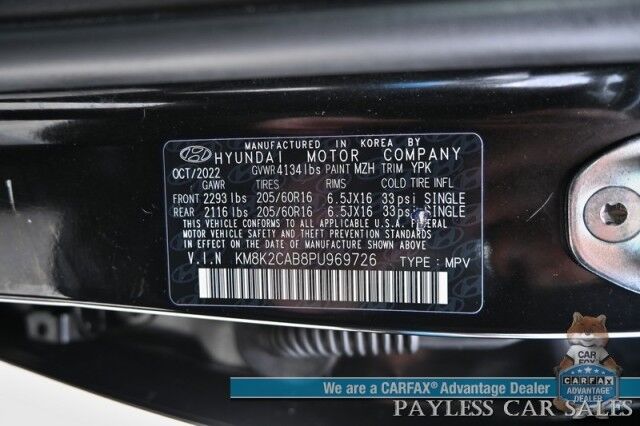 MANUFACTURED IN KOREA BY
HYUNDAI MOTOR COMPANY
OCT/2022 GVWR 4134 lbs PAINT MZH TRIM YPK
GAWR TIRES RIMS COLD TIRE INFL
FRONT 2293 lbs 205/60R16 6.5JX16 33psi SINGLE
REAR 2116 lbs 205/60R16 6.5JX16 33psi SINGLE
THIS VEHICLE CONFORMS TO ALL APPLICABLE U.S.A. FEDERAL
MOTOR VEHICLE SAFETY, BUMPER, AND THEFT PREVENTION
STANDARDS IN EFFECT ON THE DATE OF MANUFACTURE
SHOWN ABOVE.
V.I.N KM8K2CAB8PU969726 TYPE: MPV
CAR
FOX
CARFAX
ADVANTAGE
DEALER
We are a CARFAX® Advantage Dealer
PAYLESS CAR SALES